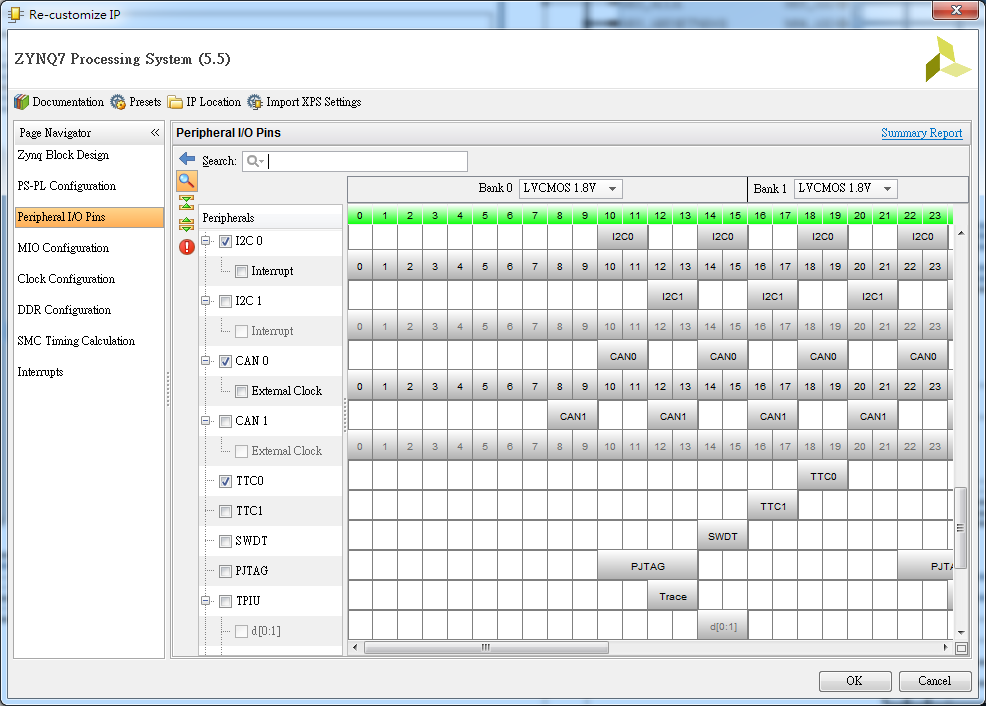 Re-customize IP
ZYNQ7 Processing System (5.5)
Documentation Presets IP Location Import XPS Settings
Page Navigator «
Zynq Block Design
PS-PL Configuration
Peripheral I/O Pins
MIO Configuration
Clock Configuration
DDR Configuration
SMC Timing Calculation
Interrupts
Peripheral I/O Pins Summary Report
Search:
Bank 0 LVCMOS 1.8V Bank 1 LVCMOS 1.8V
Peripherals 0 1 2 3 4 5 6 7 8 9 10 11 12 13 14 15 16 17 18 19 20 21 22 23
I2C 0 I2C0 I2C0 I2C0 I2C0
Interrupt 0 1 2 3 4 5 6 7 8 9 10 11 12 13 14 15 16 17 18 19 20 21 22 23
I2C 1 I2C1 I2C1 I2C1
Interrupt 0 1 2 3 4 5 6 7 8 9 10 11 12 13 14 15 16 17 18 19 20 21 22 23
CAN 0 CAN0 CAN0 CAN0 CAN0
External Clock 0 1 2 3 4 5 6 7 8 9 10 11 12 13 14 15 16 17 18 19 20 21 22 23
CAN 1 CAN1 CAN1 CAN1 CAN1
External Clock 0 1 2 3 4 5 6 7 8 9 10 11 12 13 14 15 16 17 18 19 20 21 22 23
TTC0 TTC0
TTC1 TTC1
SWDT SWDT
PJTAG PJTAG PJTA
TPIU Trace
d[0:1] d[0:1]
OK Cancel